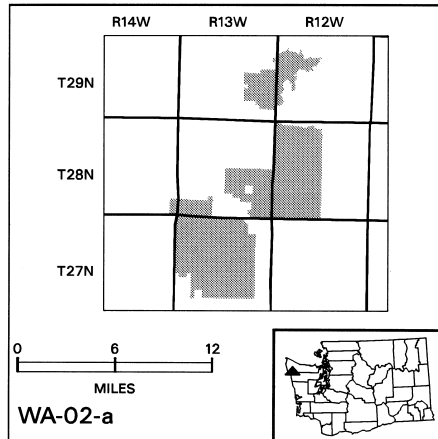 R14W R13W R12W
T29N
T28N
T27N
0 6 12
MILES
WA-02-a